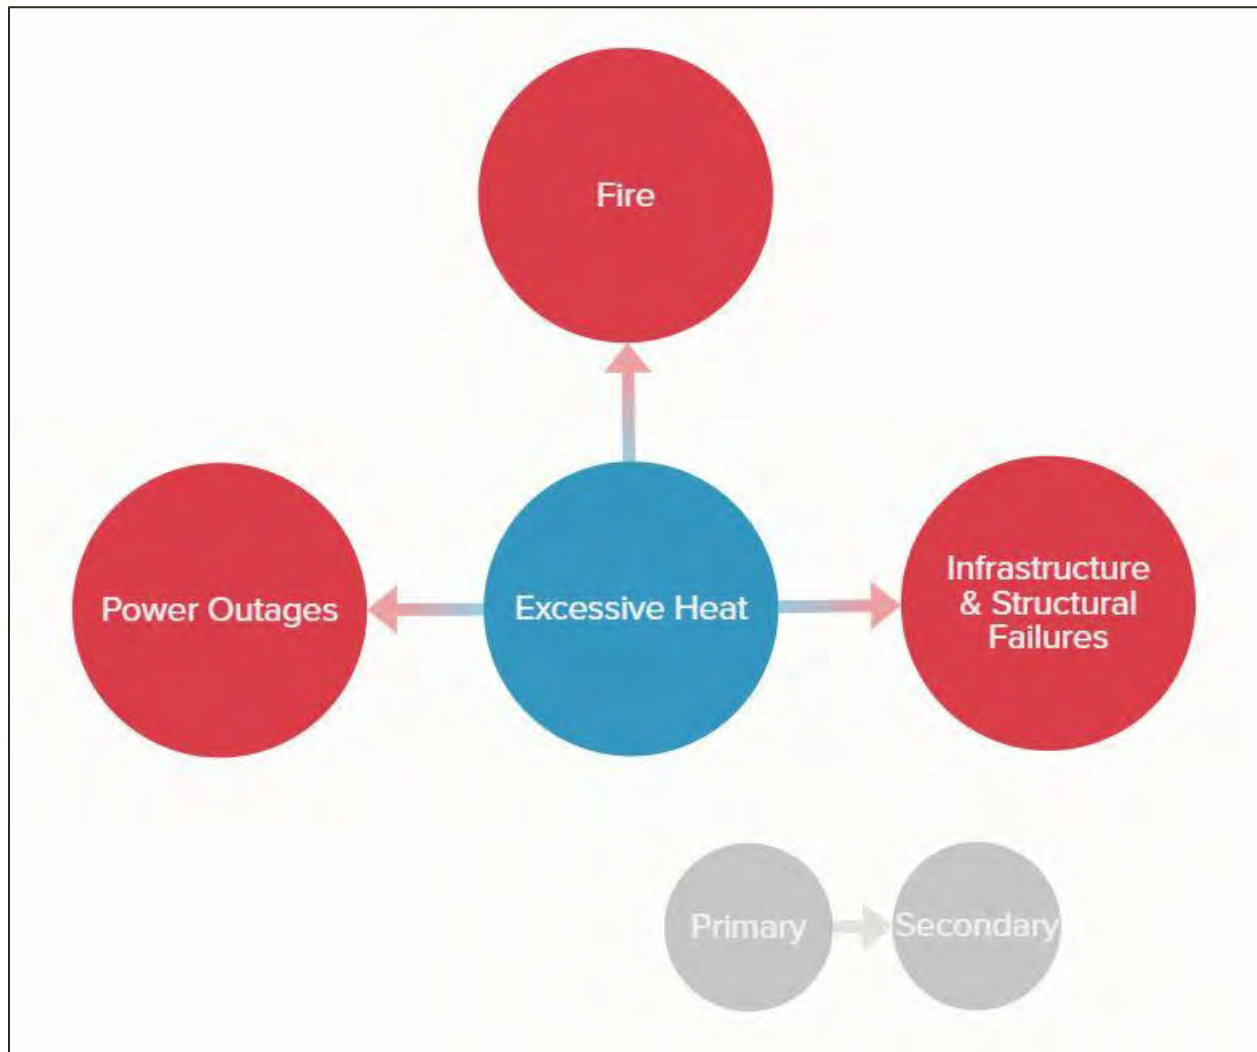 Fire
Power Outages
Excessive Heat
Infrastructure
& Structural
Failures
Primary
Secondary